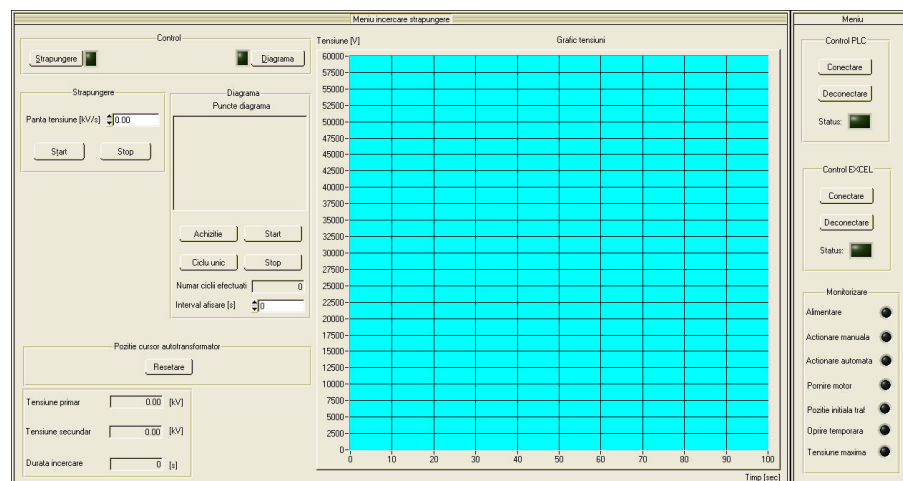 Meniu incercare strapungere
Control
Strapungere
Diagrama
Strapungere
Panta tensiune [kV/s]
0.00
Start
Stop
Diagrama
Puncte diagrama
Achizitie
Start
Ciclu unic
Stop
Numar ciclii efectuati
0
Interval afisare [s]
0
Pozitie cursor autotransformator
Resetare
Tensiune primar
0.00
[kV]
Tensiune secundar
0.00
[kV]
Durata incercare
0
[s]
Tensiune [V]
Grafic tensiuni
60000
57500
55000
52500
50000
47500
45000
42500
40000
37500
35000
32500
30000
27500
25000
22500
20000
17500
15000
12500
10000
7500
5000
2500
0
0 10 20 30 40 50 60 70 80 90 100
Timp [sec]
Meniu
Control PLC
Conectare
Deconectare
Status:
Control EXCEL
Conectare
Deconectare
Status:
Monitorizare
Alimentare
Actionare manuala
Actionare automata
Pornire motor
Pozitie initiala traf
Oprire temporara
Tensiune maxima